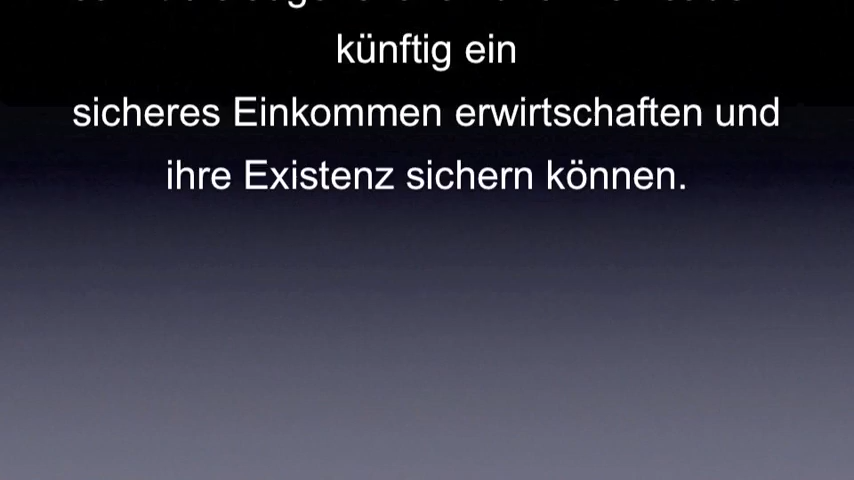 künftig ein
sicheres Einkommen erwirtschaften und
ihre Existenz sichern können.